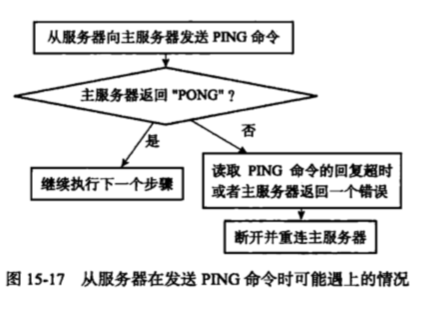 从服务器向主服务器发送 PING 命令
主服务器返回 "PONG"？
是
否
继续执行下一个步骤
读取 PING 命令的回复超时
或者主服务器返回一个错误
断开并重连主服务器
图 15-17 从服务器在发送 PING 命令时可能遇上的情况